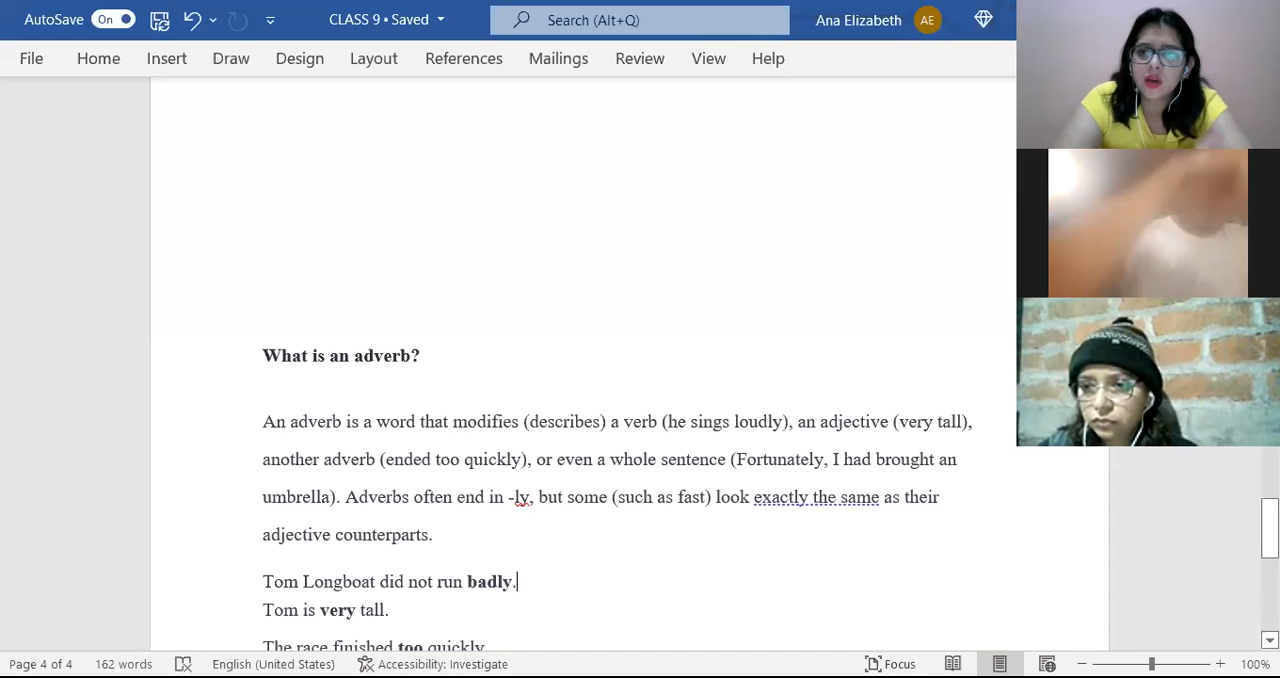 AutoSave On CLASS 9 • Saved Search (Alt+Q) Ana Elizabeth AE
File Home Insert Draw Design Layout References Mailings Review View Help
What is an adverb?
An adverb is a word that modifies (describes) a verb (he sings loudly), an adjective (very tall),
another adverb (ended too quickly), or even a whole sentence (Fortunately, I had brought an
umbrella). Adverbs often end in -ly, but some (such as fast) look exactly the same as their
adjective counterparts.
Tom Longboat did not run badly.
Tom is very tall.
The race finished too quickly.
Page 4 of 4 162 words English (United States) Accessibility: Investigate Focus 100%